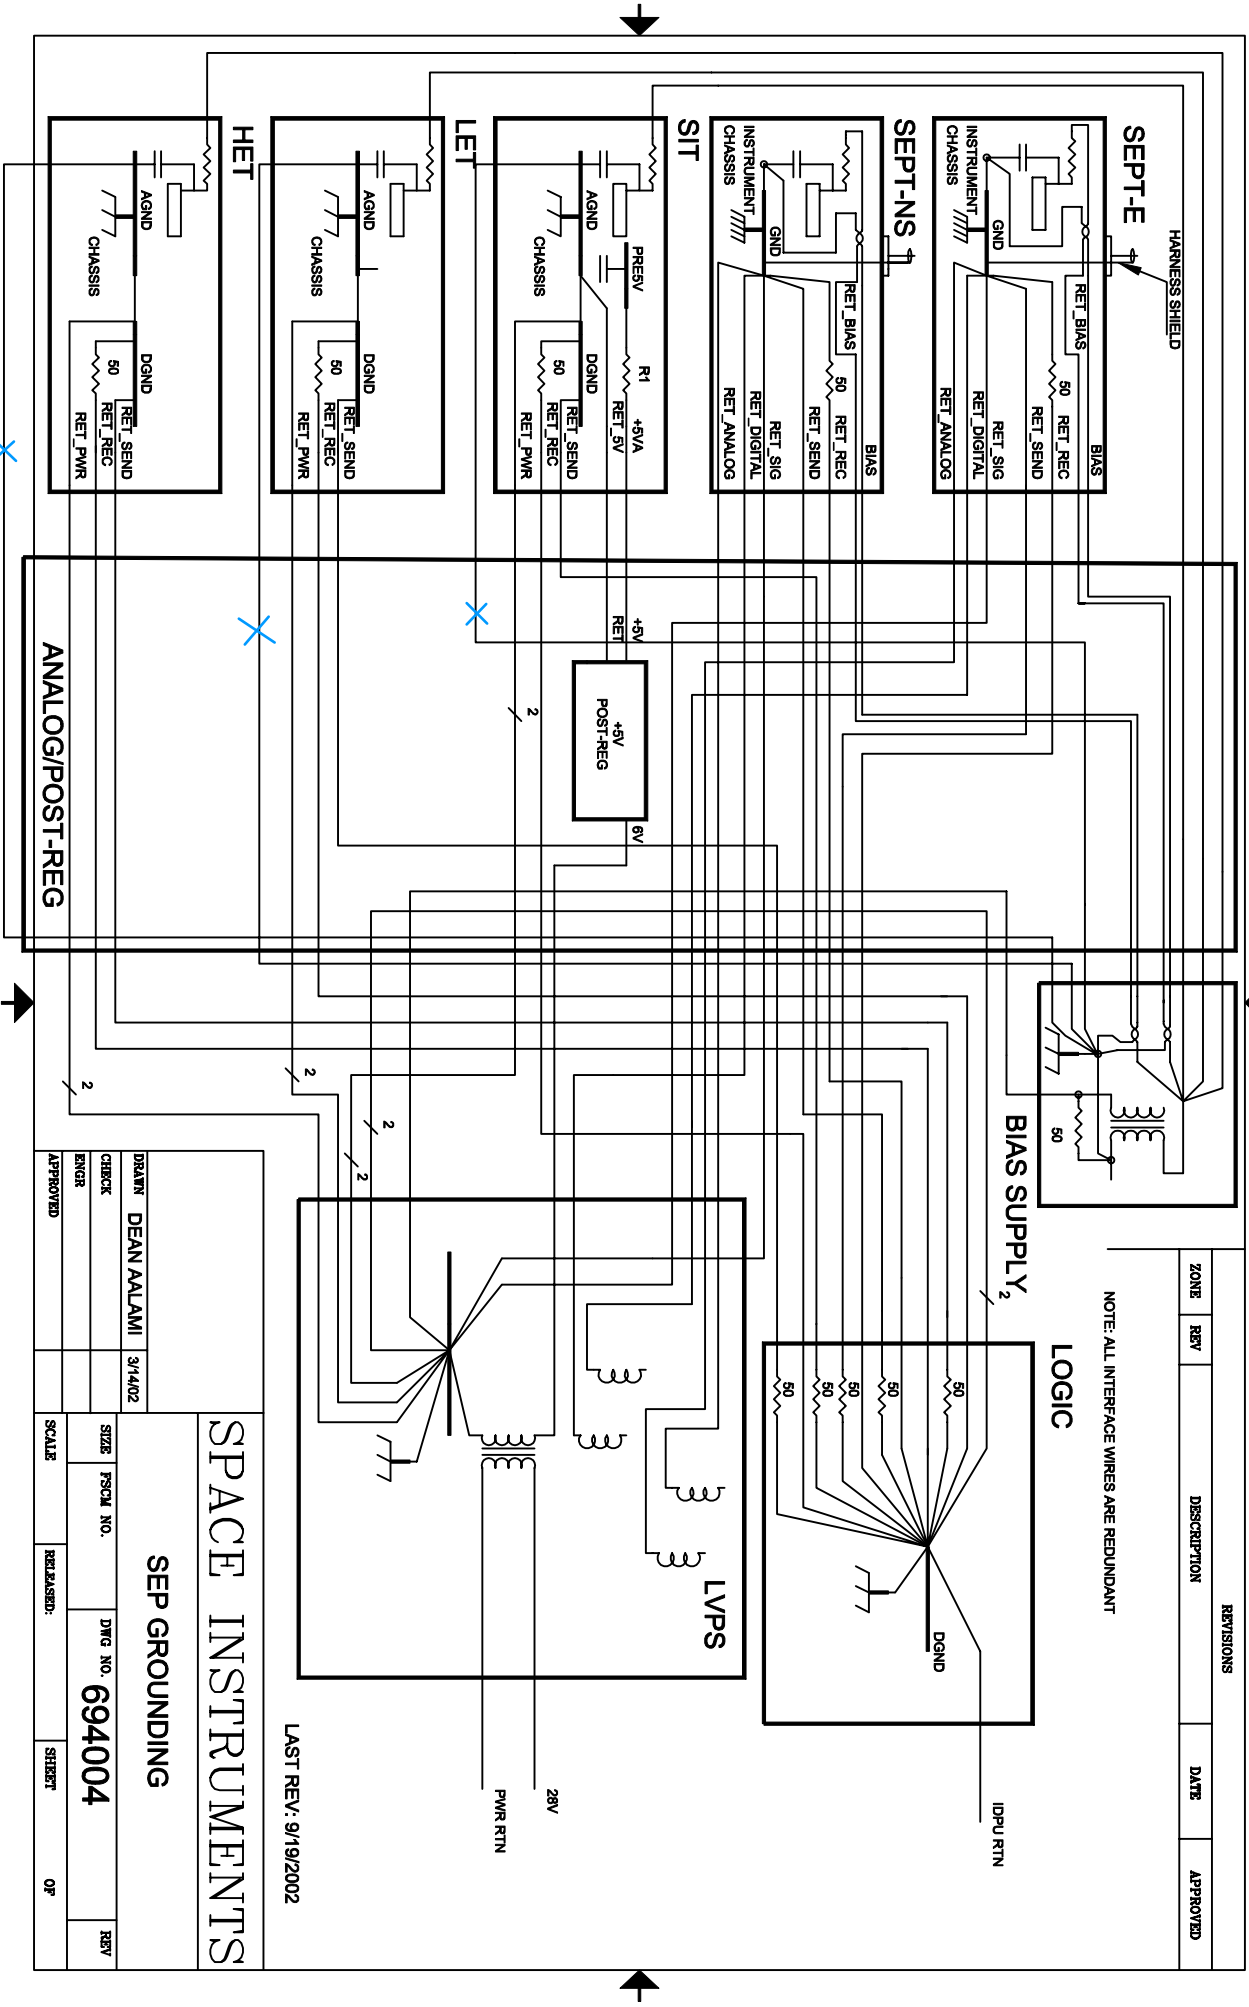 SEPT-E
HARNESS SHIELD
INSTRUMENT
CHASSIS
GND
RET_BIAS
BIAS
50
RET_REC
RET_SEND
RET_SIG
RET_DIGITAL
RET_ANALOG
SEPT-NS
INSTRUMENT
CHASSIS
GND
RET_BIAS
BIAS
50
RET_REC
RET_SEND
RET_SIG
RET_DIGITAL
RET_ANALOG
SIT
PRE5V
AGND
CHASSIS
R1
+5VA
RET_5V
DGND
50
RET_SEND
RET_REC
RET_PWR
LET
AGND
CHASSIS
DGND
50
RET_SEND
RET_REC
RET_PWR
HET
AGND
CHASSIS
DGND
50
RET_SEND
RET_REC
RET_PWR
ANALOG/POST-REG
+5V
RET
+5V
POST-REG
6V
2
2
2
2
2
2
BIAS SUPPLY
50
LOGIC
50
50
50
50
50
DGND
IDPU RTN
LVPS
28V
PWR RTN
NOTE: ALL INTERFACE WIRES ARE REDUNDANT
REVISIONS
ZONE
REV
DESCRIPTION
DATE
APPROVED
LAST REV: 9/19/2002
SPACE INSTRUMENTS
SEP GROUNDING
DRAWN
DEAN AALAMI
3/14/02
CHECK
ENGR
APPROVED
SIZE
FSCM NO.
DWG NO. 694004
REV
SCALE
RELEASED:
SHEET
OF